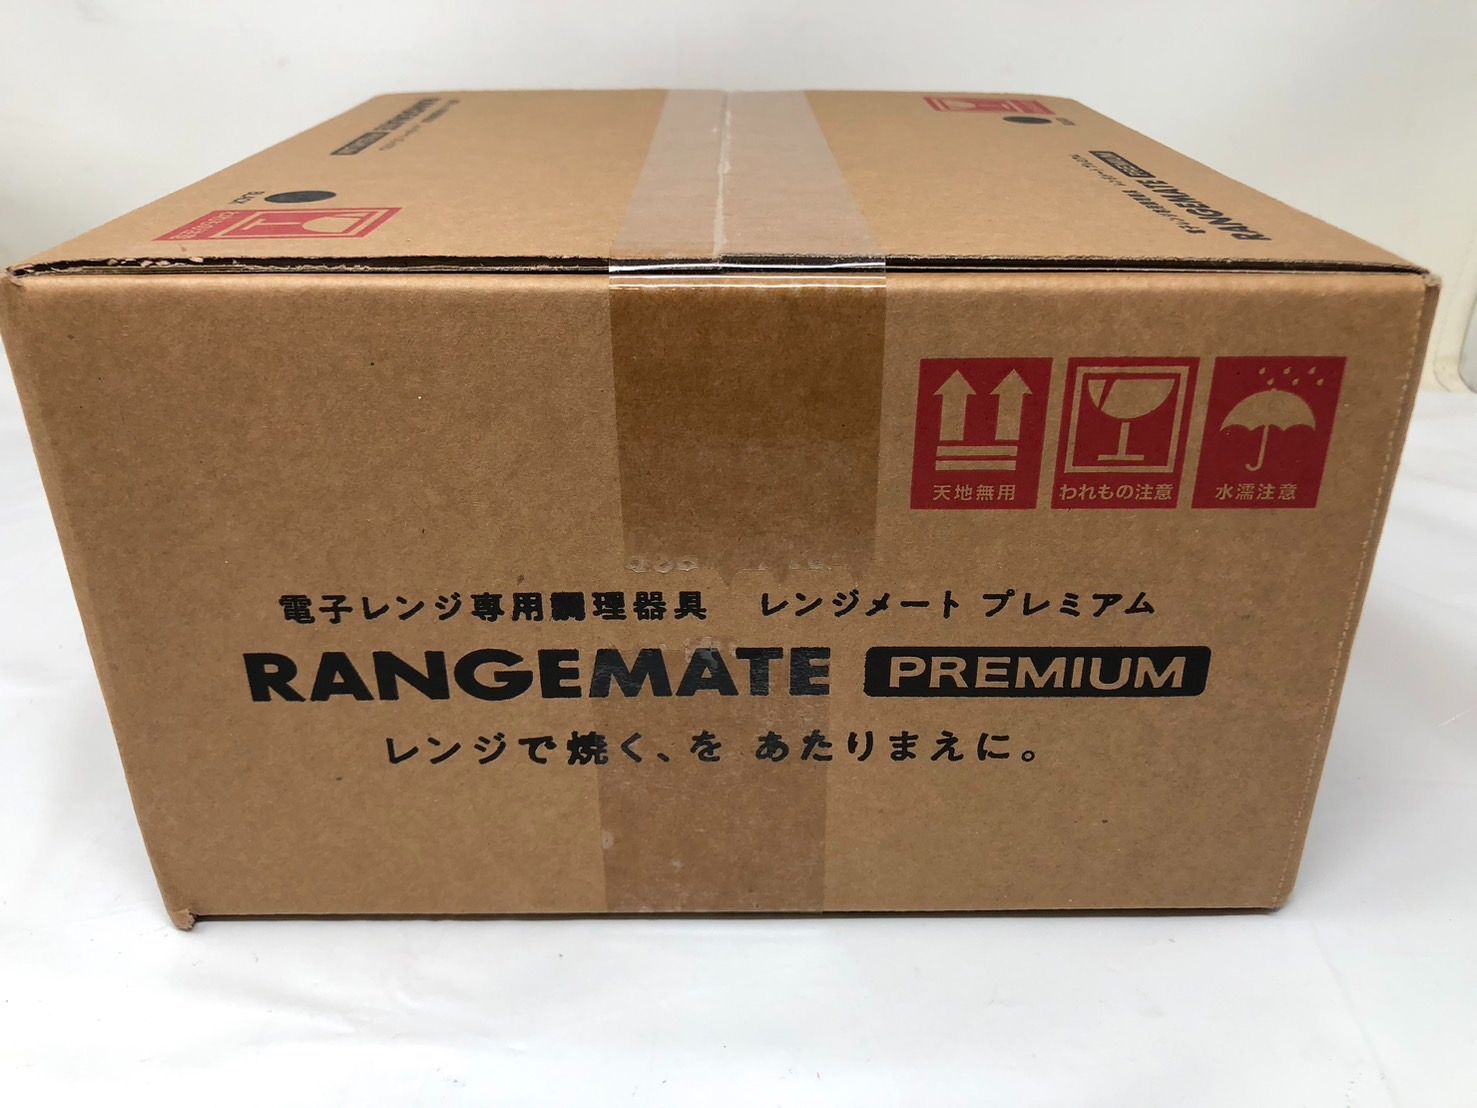 RANGEMATE PREMIUM
天地無用
われもの注意
水濡注意
電子レンジ専用調理器具 レンジメート プレミアム
RANGEMATE PREMIUM
レンジで焼く、を あたりまえに。